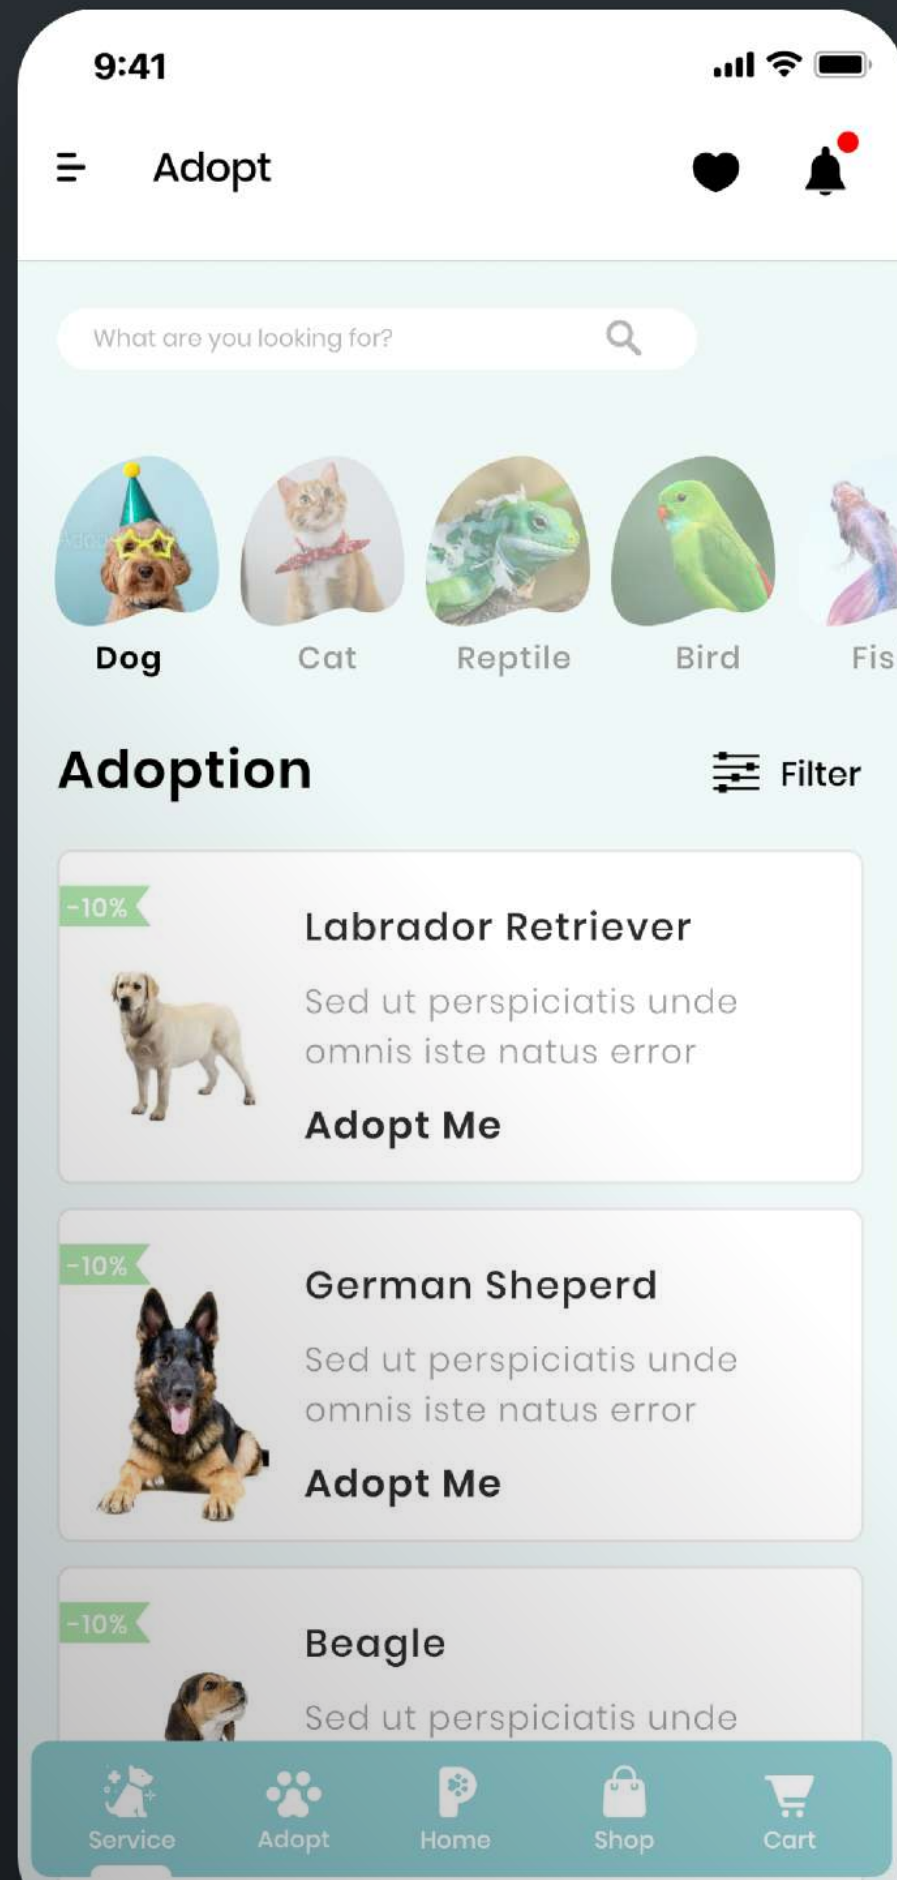 9:41
Adopt
What are you looking for?
Dog
Cat
Reptile
Bird
Fis
Adoption
Filter
-10%
Labrador Retriever
Sed ut perspiciatis unde
omnis iste natus error
Adopt Me
-10%
German Sheperd
Sed ut perspiciatis unde
omnis iste natus error
Adopt Me
-10%
Beagle
Sed ut perspiciatis unde
Service
Adopt
Home
Shop
Cart